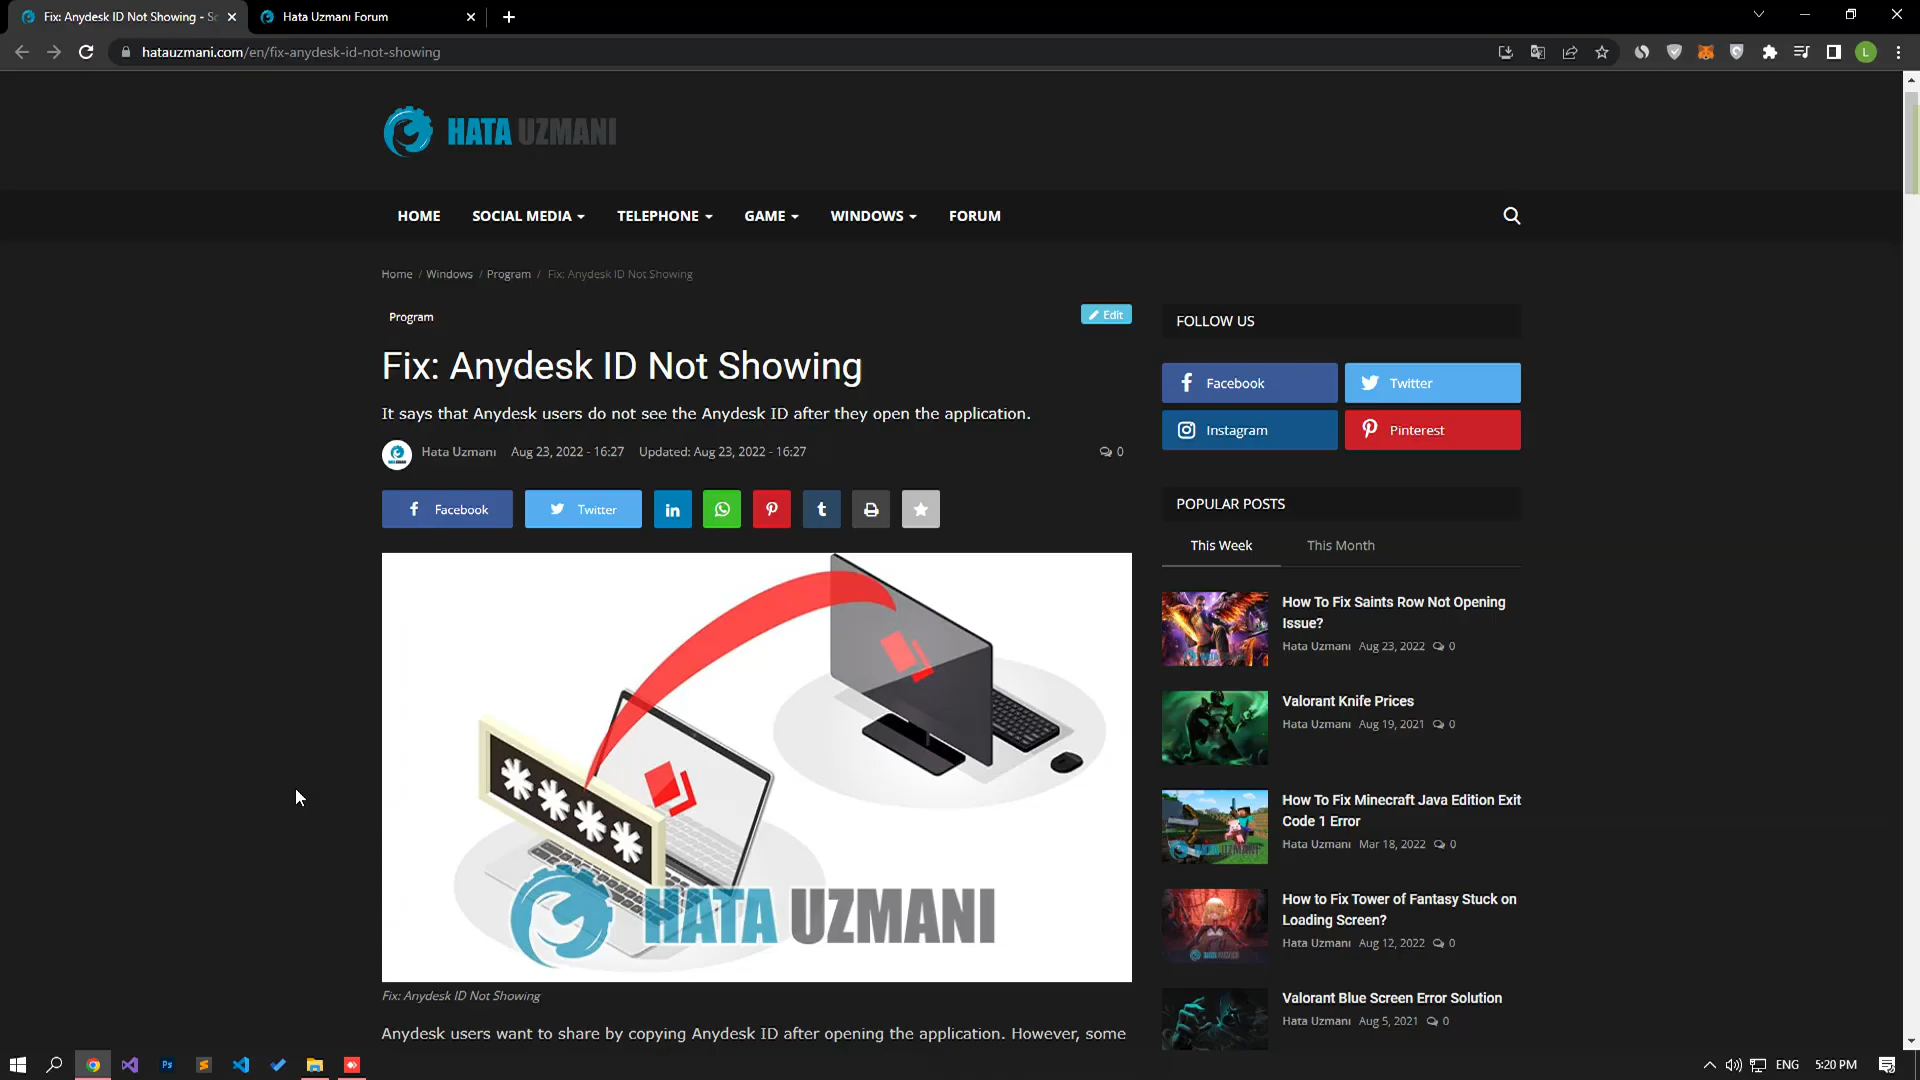 Fix: Anydesk ID Not Showing - Sc
Hata Uzmanı Forum
hatauzmani.com/en/fix-anydesk-id-not-showing
L
HATA UZMANI
HOME
SOCIAL MEDIA
TELEPHONE
GAME
WINDOWS
FORUM
Home / Windows / Program / Fix: Anydesk ID Not Showing
Program
Edit
Fix: Anydesk ID Not Showing
It says that Anydesk users do not see the Anydesk ID after they open the application.
Hata Uzmanı Aug 23, 2022 - 16:27 Updated: Aug 23, 2022 - 16:27 0
Facebook
Twitter
in
t
HATA UZMANI
Fix: Anydesk ID Not Showing
Anydesk users want to share by copying Anydesk ID after opening the application. However, some
FOLLOW US
Facebook
Twitter
Instagram
Pinterest
POPULAR POSTS
This Week
This Month
How To Fix Saints Row Not Opening
Issue?
Hata Uzmanı Aug 23, 2022 0
Valorant Knife Prices
Hata Uzmanı Aug 19, 2021 0
How To Fix Minecraft Java Edition Exit
Code 1 Error
Hata Uzmanı Mar 18, 2022 0
How to Fix Tower of Fantasy Stuck on
Loading Screen?
Hata Uzmanı Aug 12, 2022 0
Valorant Blue Screen Error Solution
Hata Uzmanı Aug 5, 2021 0
Ps
ENG
5:20 PM